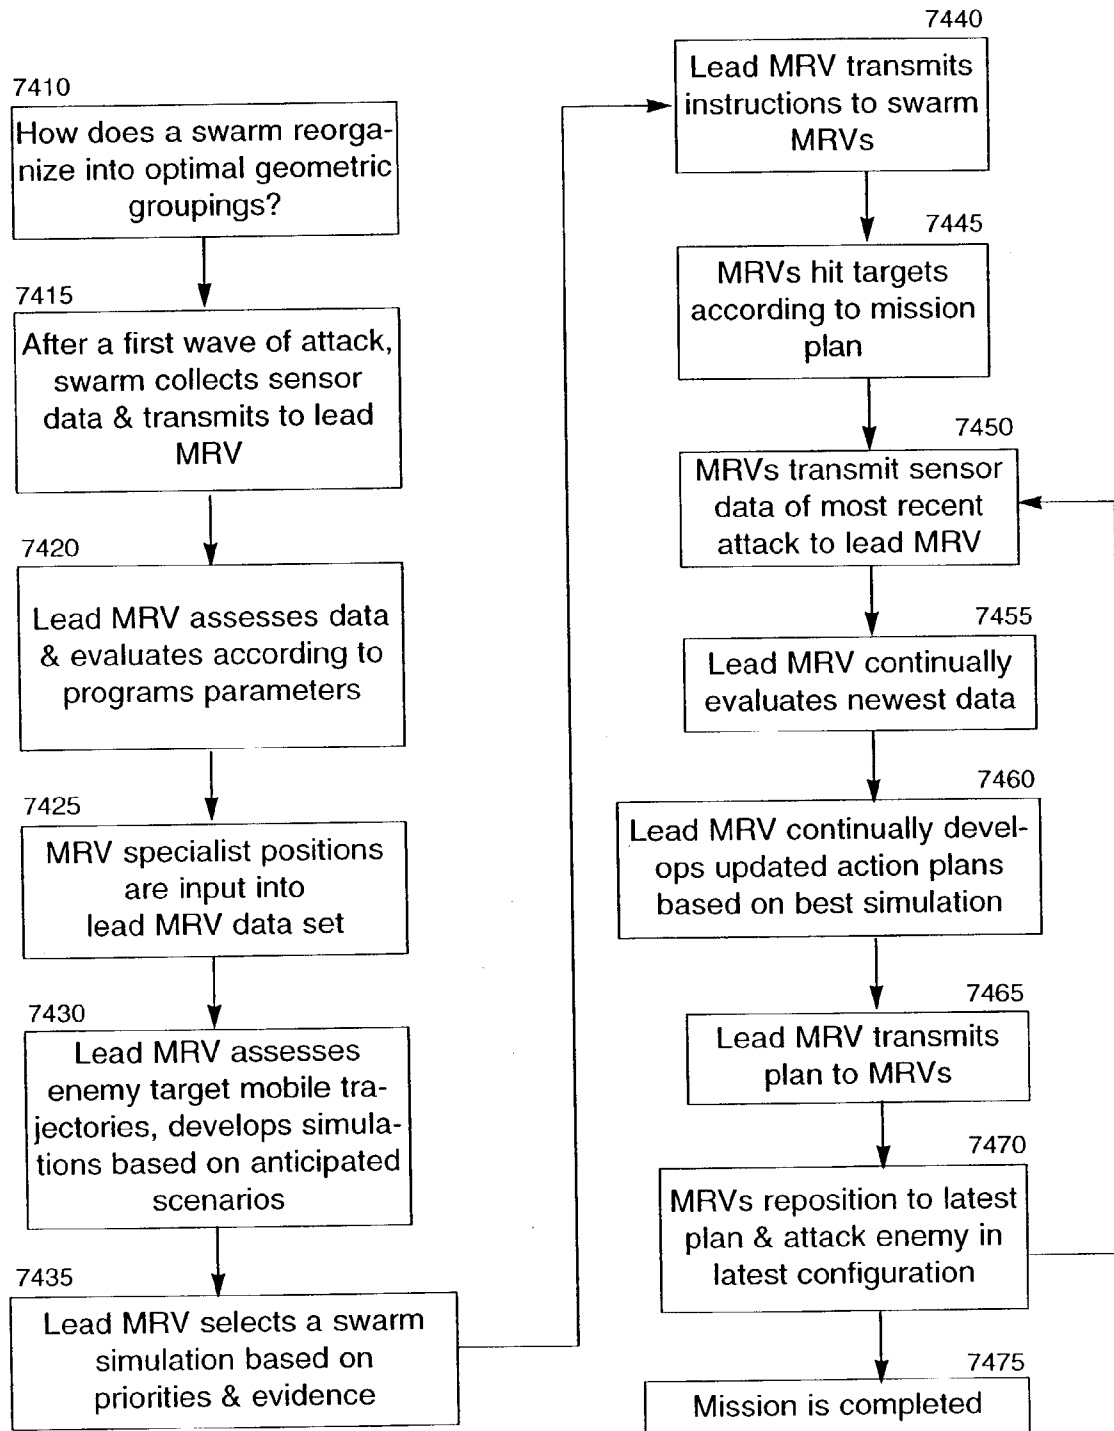 7410
How does a swarm reorga-
nize into optimal geometric
groupings?
7415
After a first wave of attack,
swarm collects sensor
data & transmits to lead
MRV
7420
Lead MRV assesses data
& evaluates according to
programs parameters
7425
MRV specialist positions
are input into
lead MRV data set
7430
Lead MRV assesses
enemy target mobile tra-
jectories, develops simula-
tions based on anticipated
scenarios
7435
Lead MRV selects a swarm
simulation based on
priorities & evidence
7440
Lead MRV transmits
instructions to swarm
MRVs
7445
MRVs hit targets
according to mission
plan
7450
MRVs transmit sensor
data of most recent
attack to lead MRV
7455
Lead MRV continually
evaluates newest data
7460
Lead MRV continually devel-
ops updated action plans
based on best simulation
7465
Lead MRV transmits
plan to MRVs
7470
MRVs reposition to latest
plan & attack enemy in
latest configuration
7475
Mission is completed